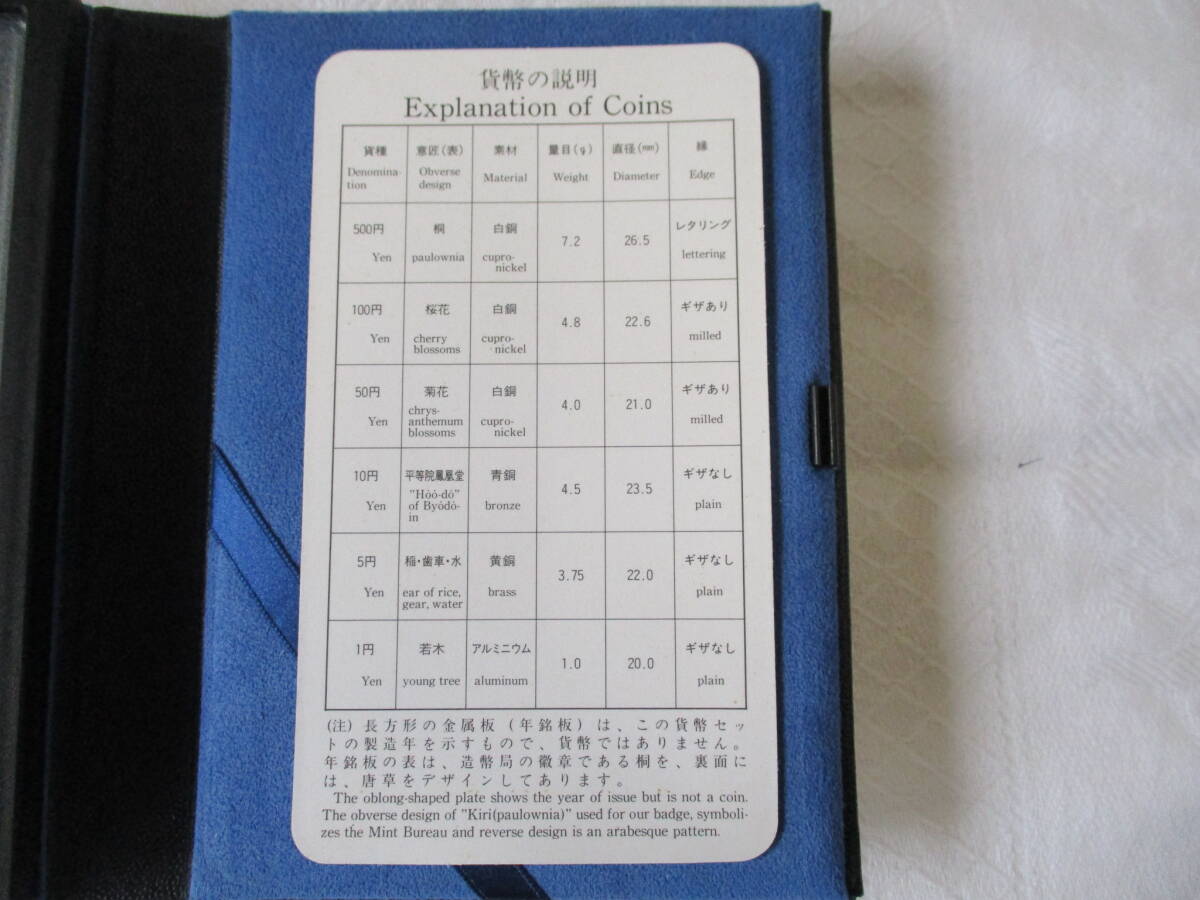 貨幣の説明
Explanation of Coins
貨種 意匠(表) 素材 量目(g) 直径(mm) 縁
Denomina- Obverse Material Weight Diameter Edge
tion design
500円 桐 白銅 7.2 26.5 レタリング
Yen paulownia cupro- lettering
nickel
100円 桜花 白銅 4.8 22.6 ギザあり
Yen cherry cupro- milled
blossoms nickel
50円 菊花 白銅 4.0 21.0 ギザあり
chrys-
Yen anthemum cupro- milled
blossoms nickel
10円 平等院鳳凰堂 青銅 4.5 23.5 ギザなし
"Hōō-dō"
Yen of Byōdō- bronze plain
in
5円 稲・歯車・水 黄銅 3.75 22.0 ギザなし
Yen ear of rice, brass plain
gear, water
1円 若木 アルミニウム 1.0 20.0 ギザなし
Yen young tree aluminum plain
(注) 長方形の金属板(年銘板)は、この貨幣セッ
トの製造年を示すもので、貨幣ではありません。
年銘板の表は、造幣局の徽章である桐を、裏面に
は、唐草をデザインしてあります。
The oblong-shaped plate shows the year of issue but is not a coin.
The obverse design of "Kiri(paulownia)" used for our badge, symboli-
zes the Mint Bureau and reverse design is an arabesque pattern.